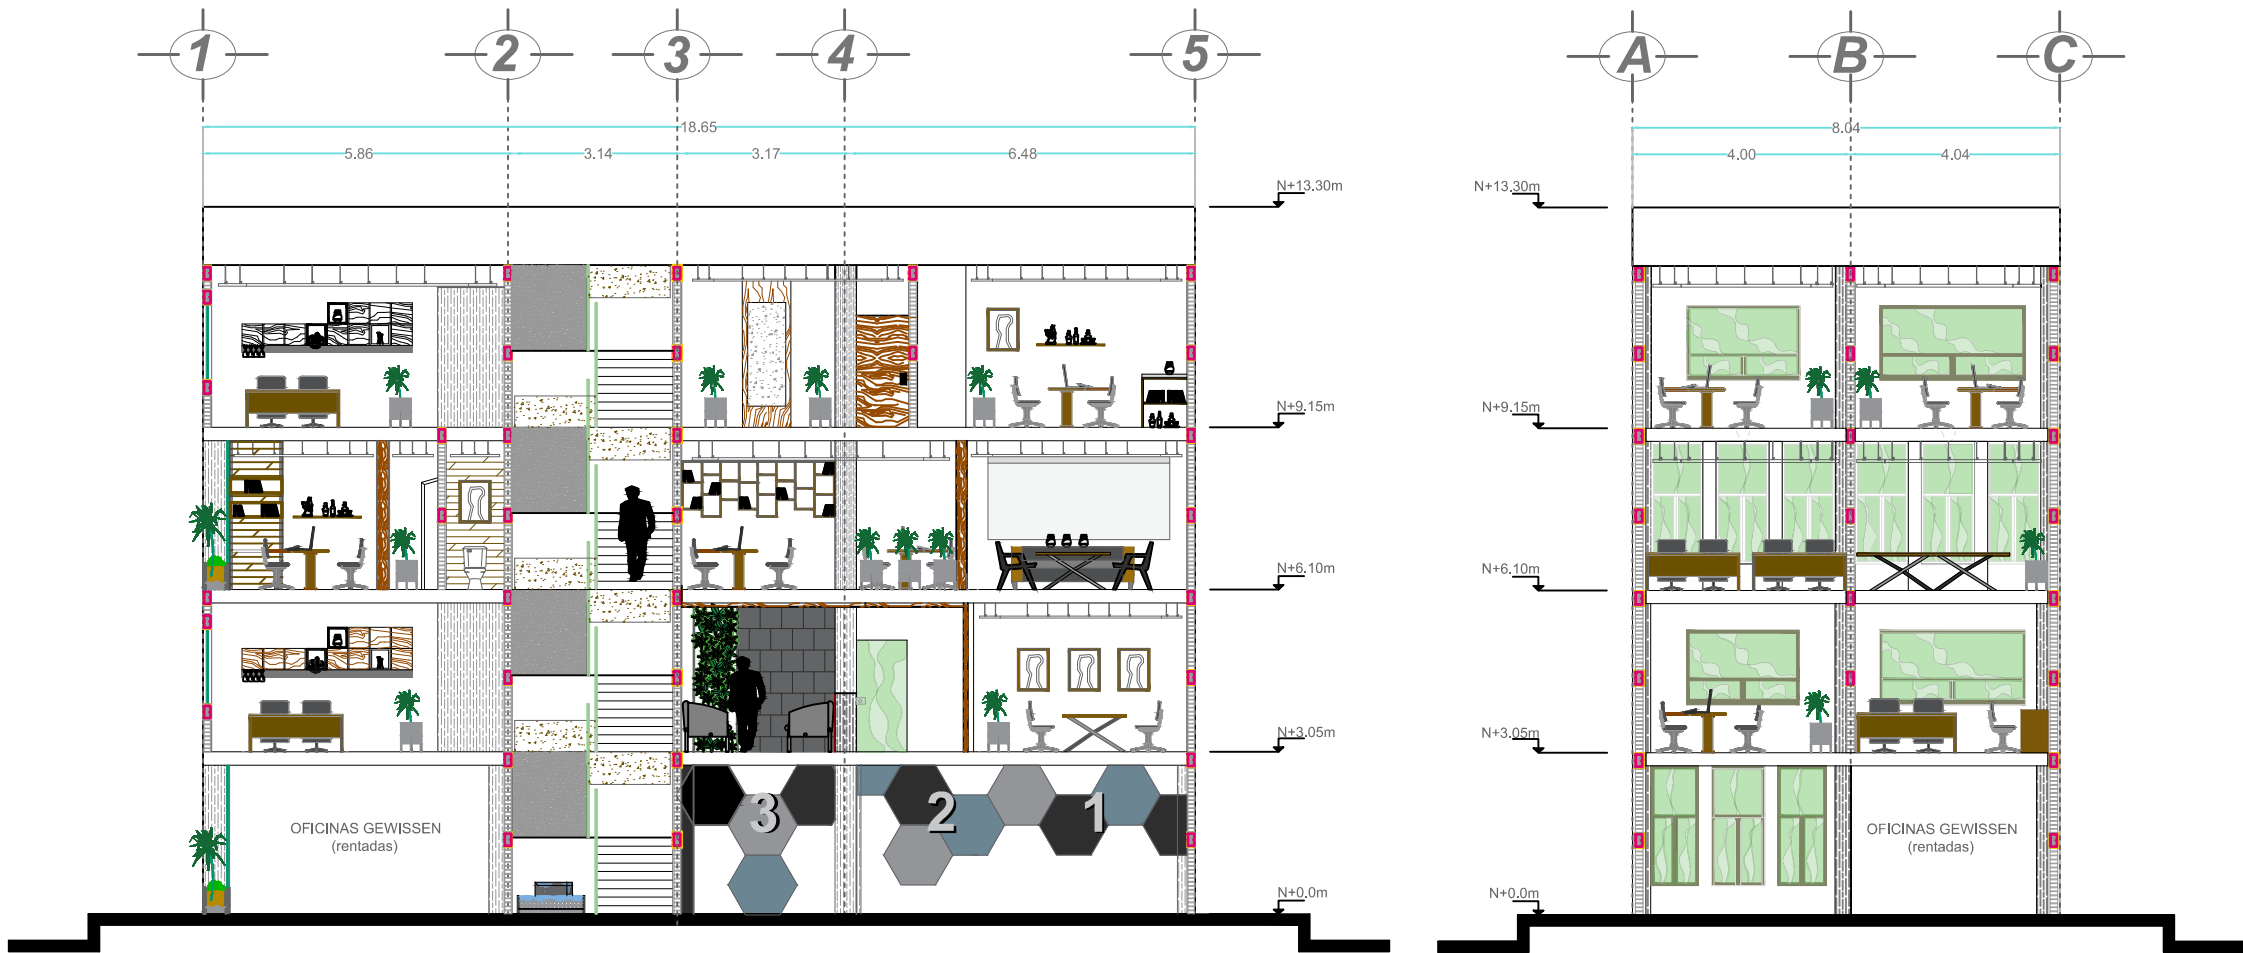 1 2 3 4 5
18.65
5.86 3.14 3.17 6.48
N+13.30m
N+9.15m
N+6.10m
N+3.05m
N+0.0m
OFICINAS GEWISSEN
(rentadas)
3 2 1
A B C
8.04
4.00 4.04
N+13.30m
N+9.15m
N+6.10m
N+3.05m
N+0.0m
OFICINAS GEWISSEN
(rentadas)